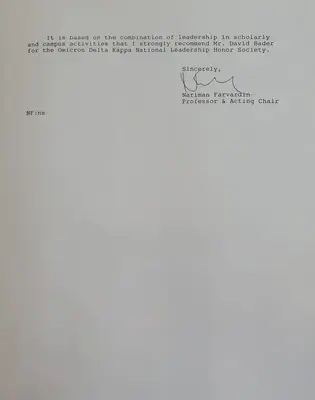 It is based on the combination of leadership in scholarly
and campus activities that I strongly recommend Mr. David Bader
for the Omicron Delta Kappa National Leadership Honor Society.
Sincerely,
Nariman Farvardin
Professor & Acting Chair
NF:ns